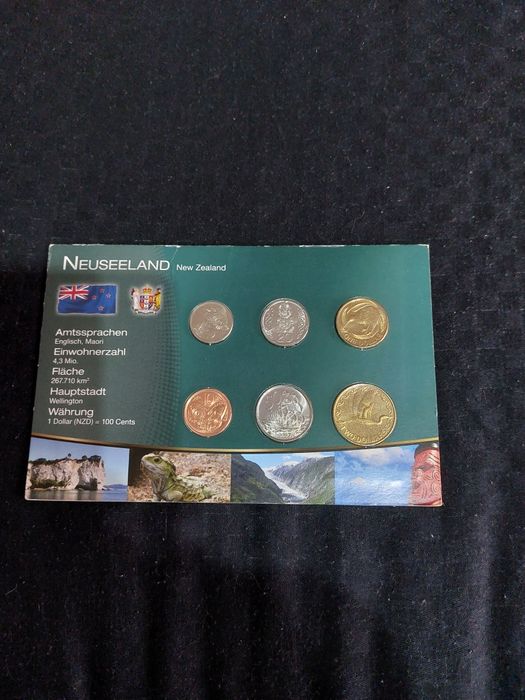 NEUSEELAND New Zealand
Amtssprachen
Englisch, Maori
Einwohnerzahl
4,3 Mio.
Fläche
267.710 km²
Hauptstadt
Wellington
Währung
1 Dollar (NZD) = 100 Cents